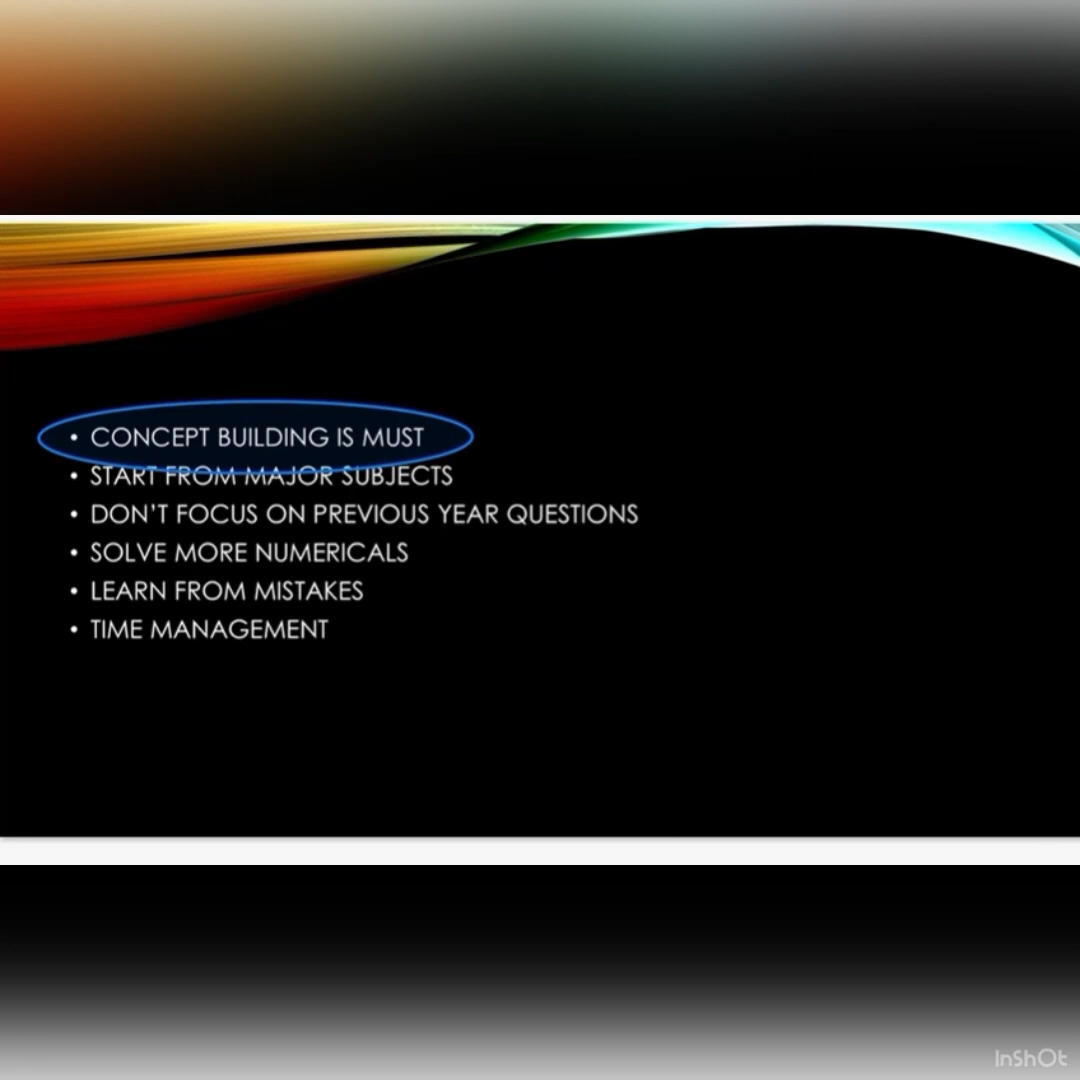 • CONCEPT BUILDING IS MUST
• START FROM MAJOR SUBJECTS
• DON'T FOCUS ON PREVIOUS YEAR QUESTIONS
• SOLVE MORE NUMERICALS
• LEARN FROM MISTAKES
• TIME MANAGEMENT
InShOt